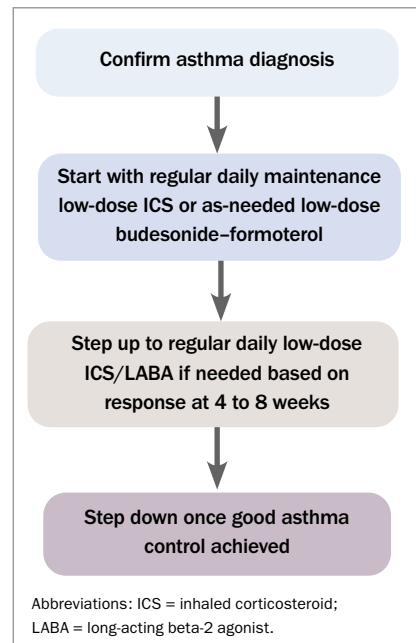 Confirm asthma diagnosis
Start with regular daily maintenance
low-dose ICS or as-needed low-dose
budesonide–formoterol
Step up to regular daily low-dose
ICS/LABA if needed based on
response at 4 to 8 weeks
Step down once good asthma
control achieved
Abbreviations: ICS = inhaled corticosteroid;
LABA = long-acting beta-2 agonist.